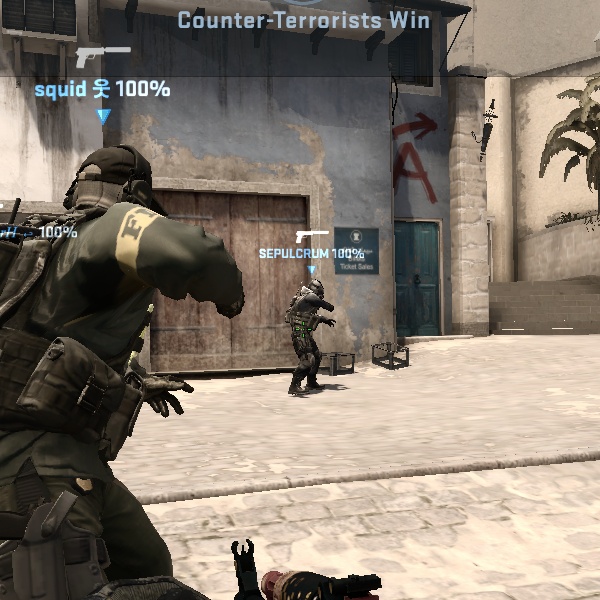 Counter-Terrorists Win
squid 웃 100%
100%
SEPULCRUM 100%
Ticket Sales
A